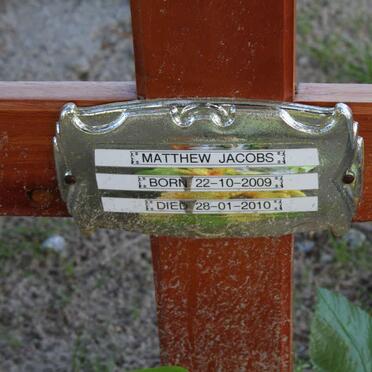 MATTHEW JACOBS
BORN 22-10-2009
DIED 28-01-2010